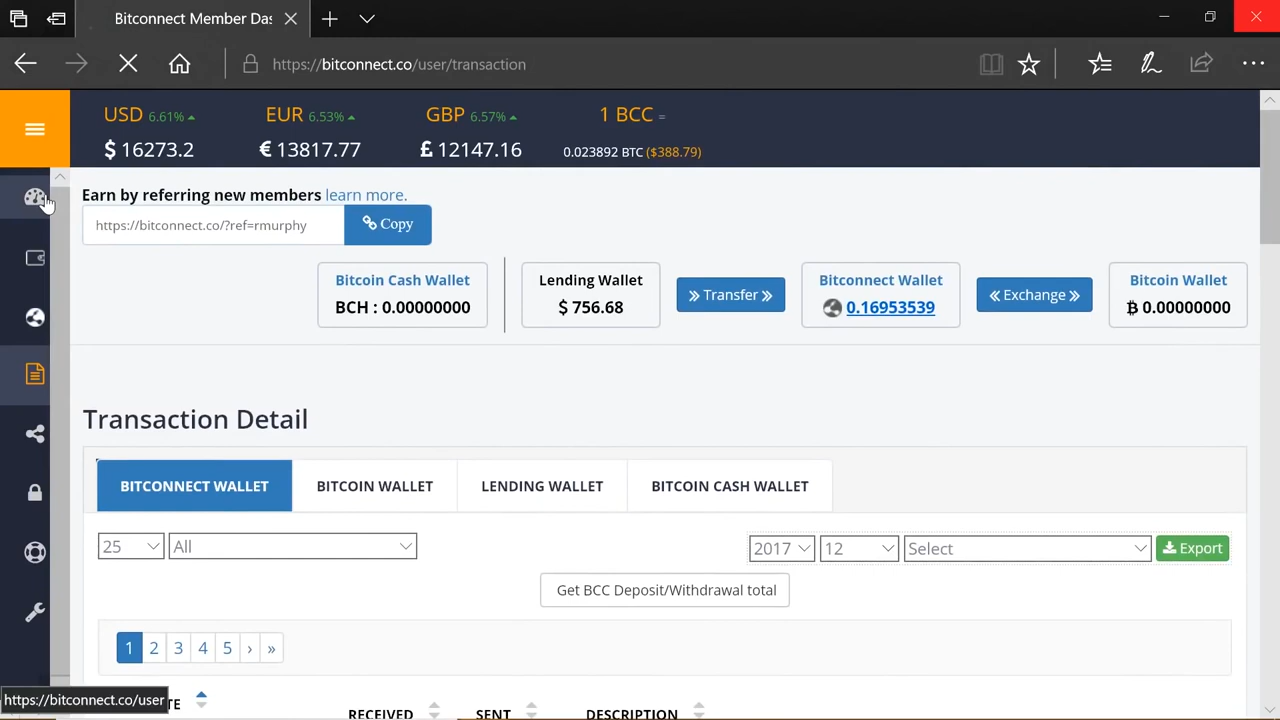 Bitconnect Member Das
https://bitconnect.co/user/transaction
USD 6.61% EUR 6.53% GBP 6.57% 1 BCC =
$ 16273.2 € 13817.77 £ 12147.16 0.023892 BTC ($388.79)
Earn by referring new members learn more.
https://bitconnect.co/?ref=rmurphy Copy
Bitcoin Cash Wallet Lending Wallet Bitconnect Wallet Bitcoin Wallet
BCH : 0.00000000 $ 756.68 Transfer 0.16953539 Exchange 0.00000000
Transaction Detail
BITCONNECT WALLET BITCOIN WALLET LENDING WALLET BITCOIN CASH WALLET
25 All 2017 12 Select Export
Get BCC Deposit/Withdrawal total
1 2 3 4 5 › »
https://bitconnect.co/user TE
RECEIVED SENT DESCRIPTION